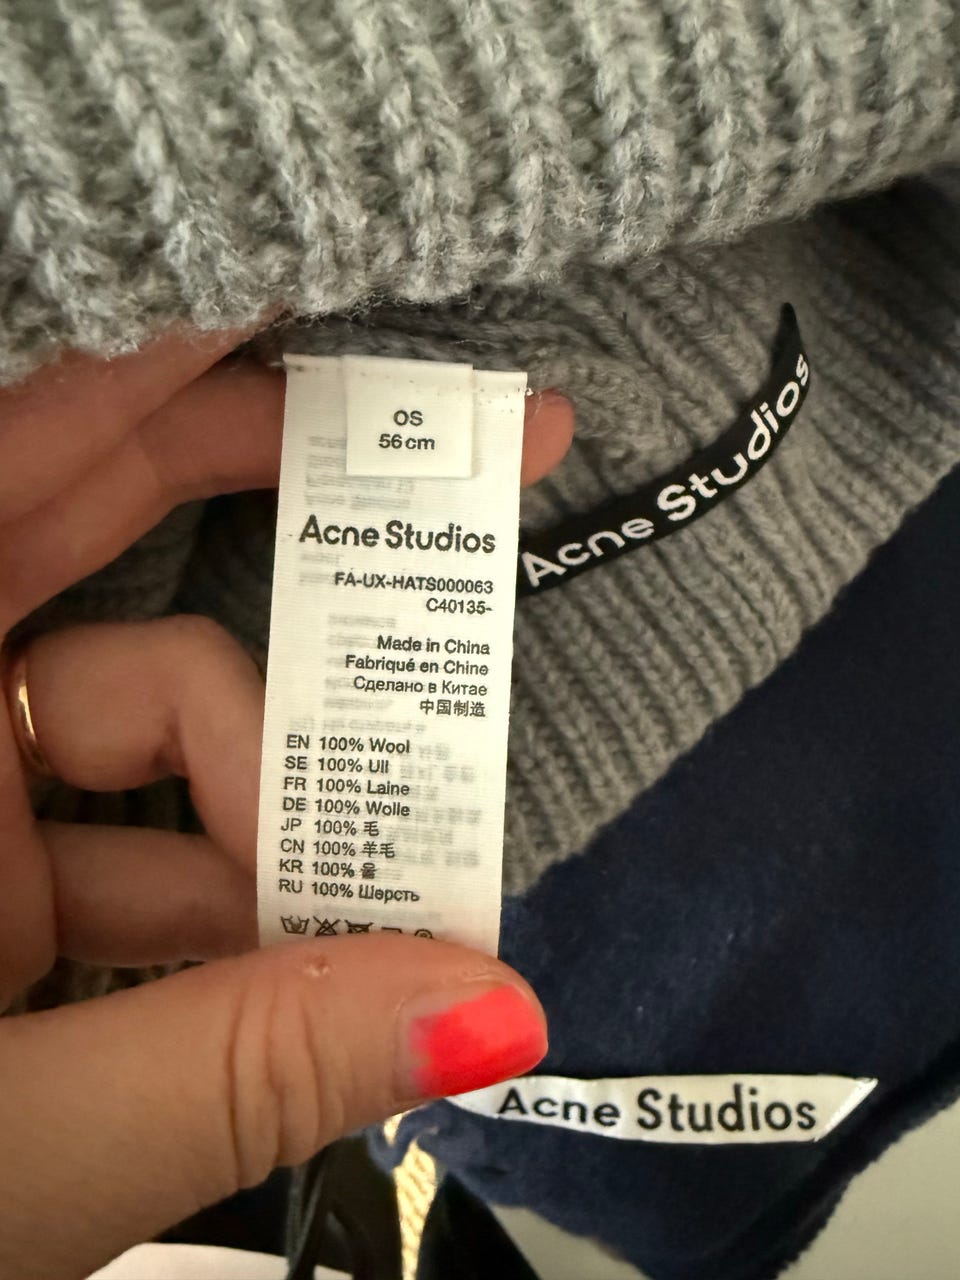 OS
56 cm
Acne Studios
FA-UX-HATS000063
C40135-
Made in China
Fabriqué en Chine
Сделано в Китае
中国制造
EN 100% Wool
SE 100% Ull
FR 100% Laine
DE 100% Wolle
JP 100% 毛
CN 100% 羊毛
KR 100% 울
RU 100% Шерсть
Acne Studios
Acne Studios